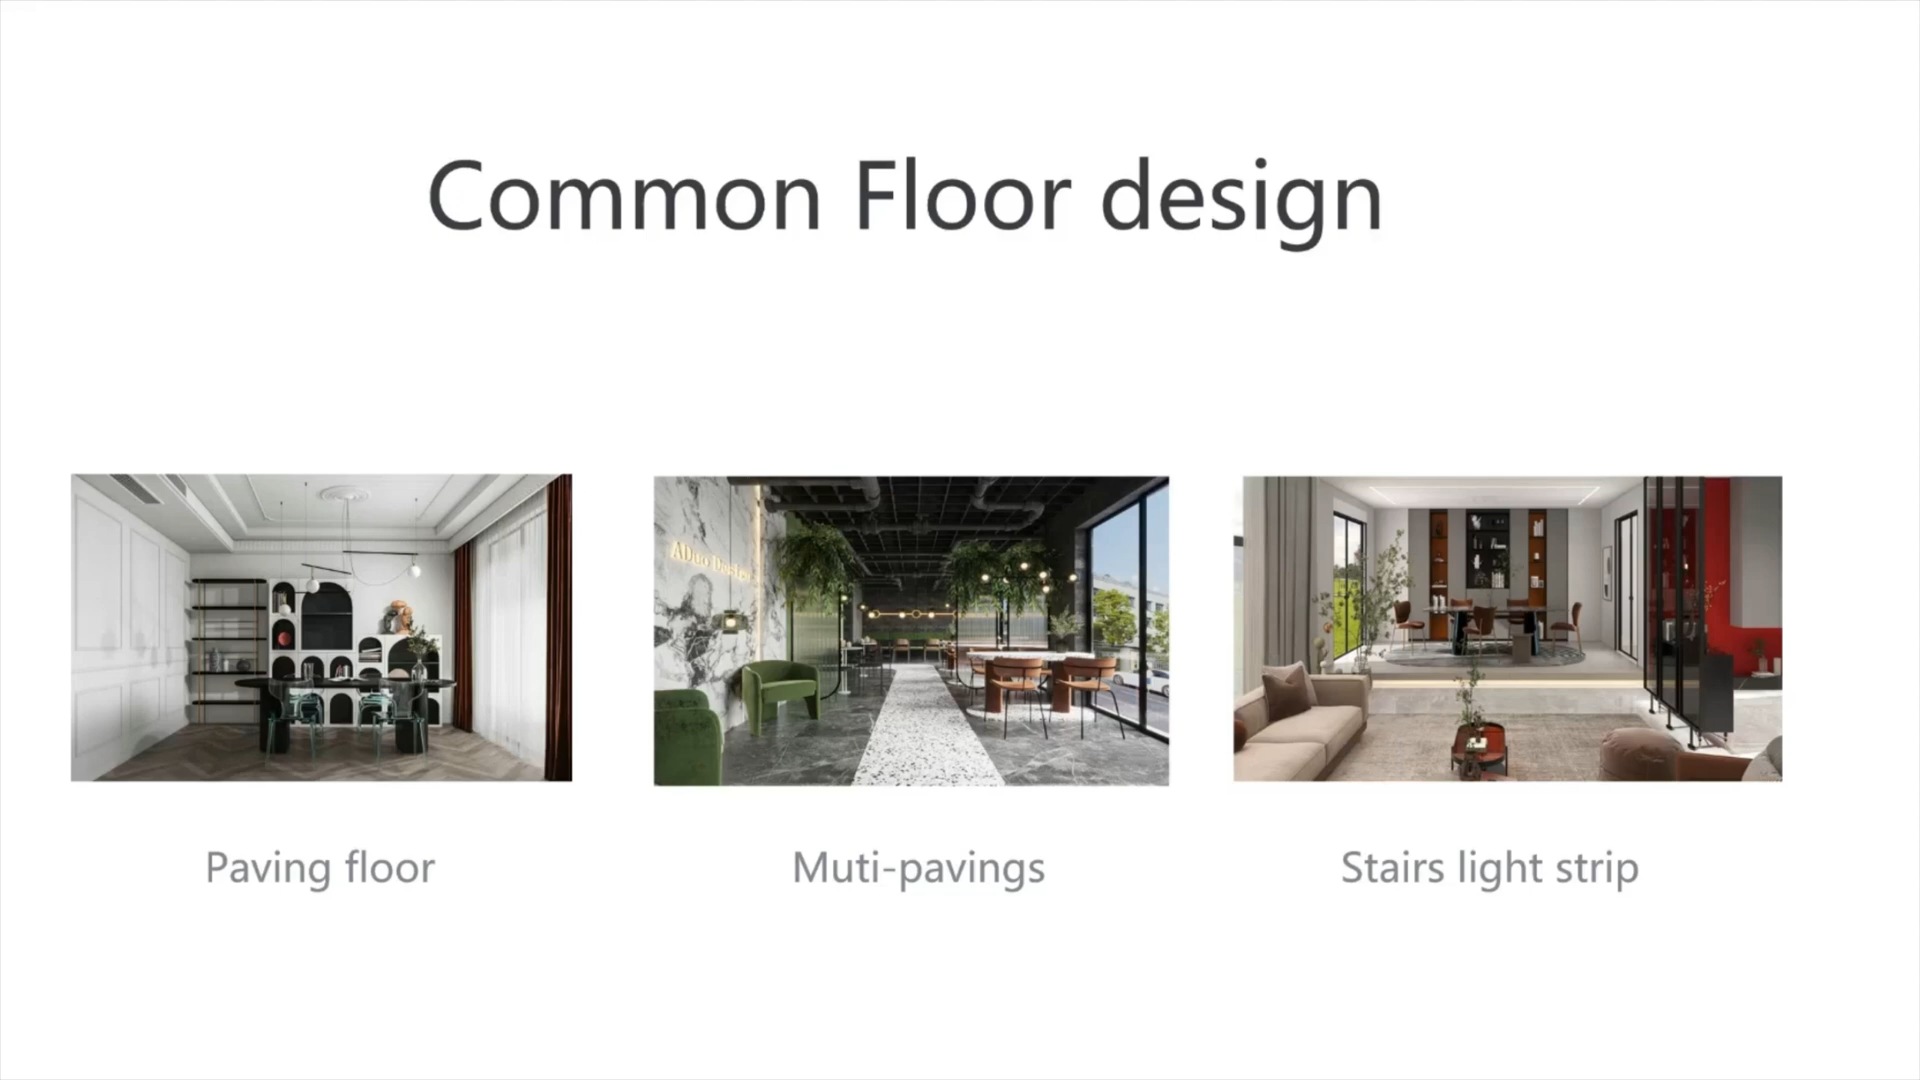 Common Floor design
Paving floor
Muti-pavings
Stairs light strip